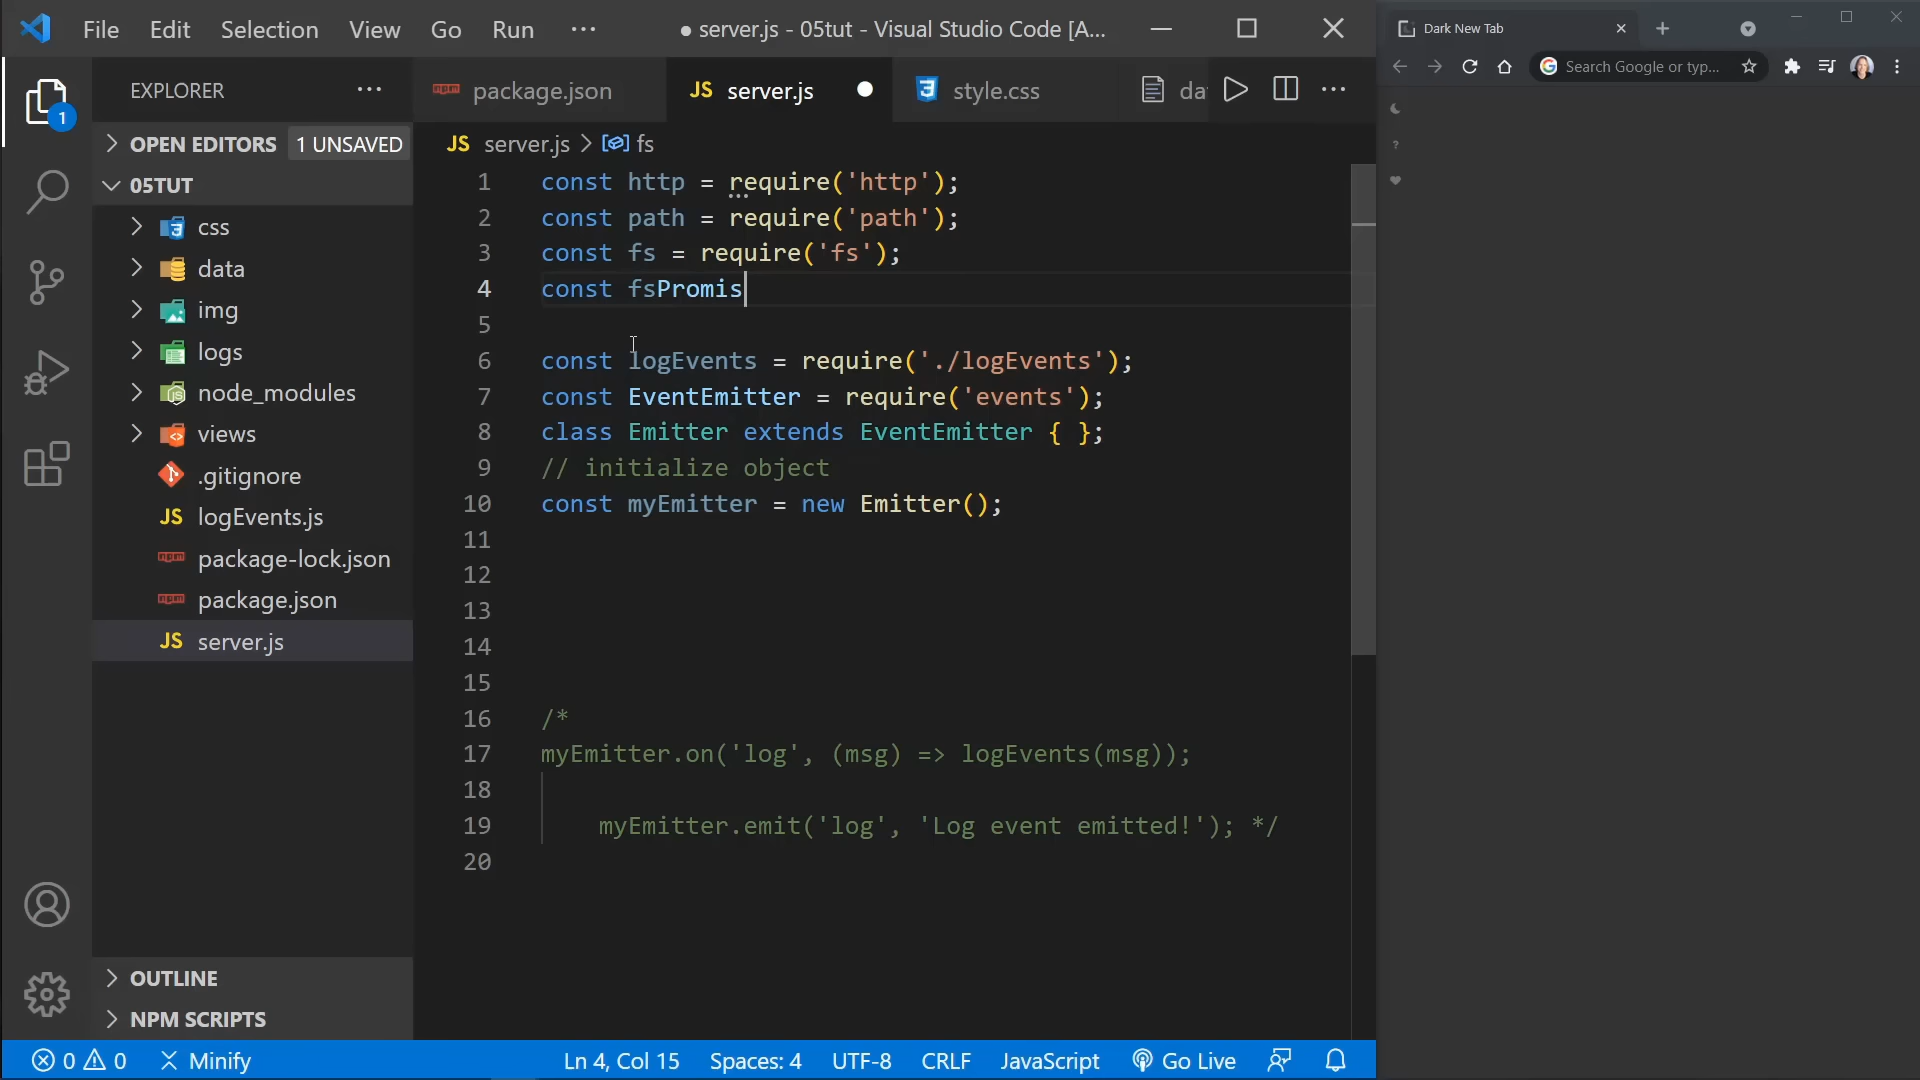 File Edit Selection View Go Run ··· ● server.js - 05tut - Visual Studio Code [A...
Dark New Tab
Search Google or typ...
EXPLORER ···
1
JS package.json
JS server.js
style.css
da
OPEN EDITORS 1 UNSAVED
05TUT
css
data
img
logs
node_modules
views
.gitignore
JS logEvents.js
package-lock.json
package.json
JS server.js
OUTLINE
NPM SCRIPTS
JS server.js > fs
1 const http = require('http');
2 const path = require('path');
3 const fs = require('fs');
4 const fsPromis
5
6 const logEvents = require('./logEvents');
7 const EventEmitter = require('events');
8 class Emitter extends EventEmitter { };
9 // initialize object
10 const myEmitter = new Emitter();
11
12
13
14
15
16 /*
17 myEmitter.on('log', (msg) => logEvents(msg));
18
19 myEmitter.emit('log', 'Log event emitted!'); */
20
0 0 Minify Ln 4, Col 15 Spaces: 4 UTF-8 CRLF JavaScript Go Live